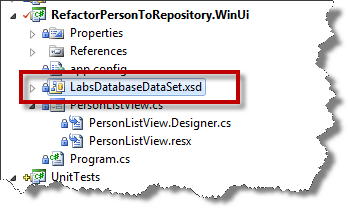 RefactorPersonToRepository.WinUi
Properties
References
app.config
LabsDatabaseDataSet.xsd
PersonListView.cs
PersonListView.Designer.cs
PersonListView.resx
Program.cs
UnitTests